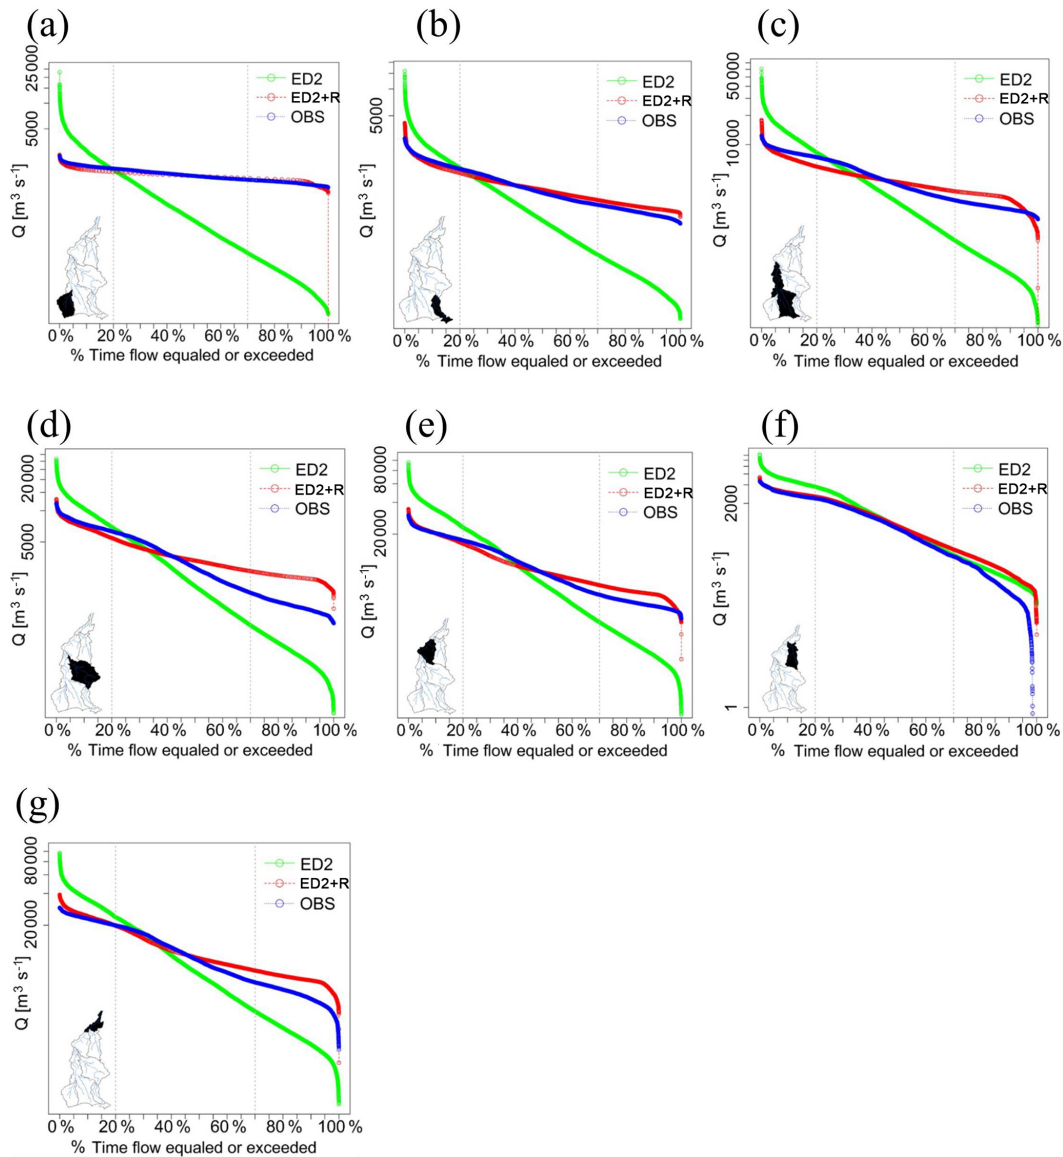 (a)
Q [m³ s⁻¹]
5000
25000
ED2
ED2+R
OBS
0 % 20 % 40 % 60 % 80 % 100 %
% Time flow equaled or exceeded
(b)
Q [m³ s⁻¹]
5000
ED2
ED2+R
OBS
0 % 20 % 40 % 60 % 80 % 100 %
% Time flow equaled or exceeded
(c)
Q [m³ s⁻¹]
10000
50000
ED2
ED2+R
OBS
0 % 20 % 40 % 60 % 80 % 100 %
% Time flow equaled or exceeded
(d)
Q [m³ s⁻¹]
5000
20000
ED2
ED2+R
OBS
0 % 20 % 40 % 60 % 80 % 100 %
% Time flow equaled or exceeded
(e)
Q [m³ s⁻¹]
20000
80000
ED2
ED2+R
OBS
0 % 20 % 40 % 60 % 80 % 100 %
% Time flow equaled or exceeded
(f)
Q [m³ s⁻¹]
1
2000
ED2
ED2+R
OBS
0 % 20 % 40 % 60 % 80 % 100 %
% Time flow equaled or exceeded
(g)
Q [m³ s⁻¹]
20000
80000
ED2
ED2+R
OBS
0 % 20 % 40 % 60 % 80 % 100 %
% Time flow equaled or exceeded